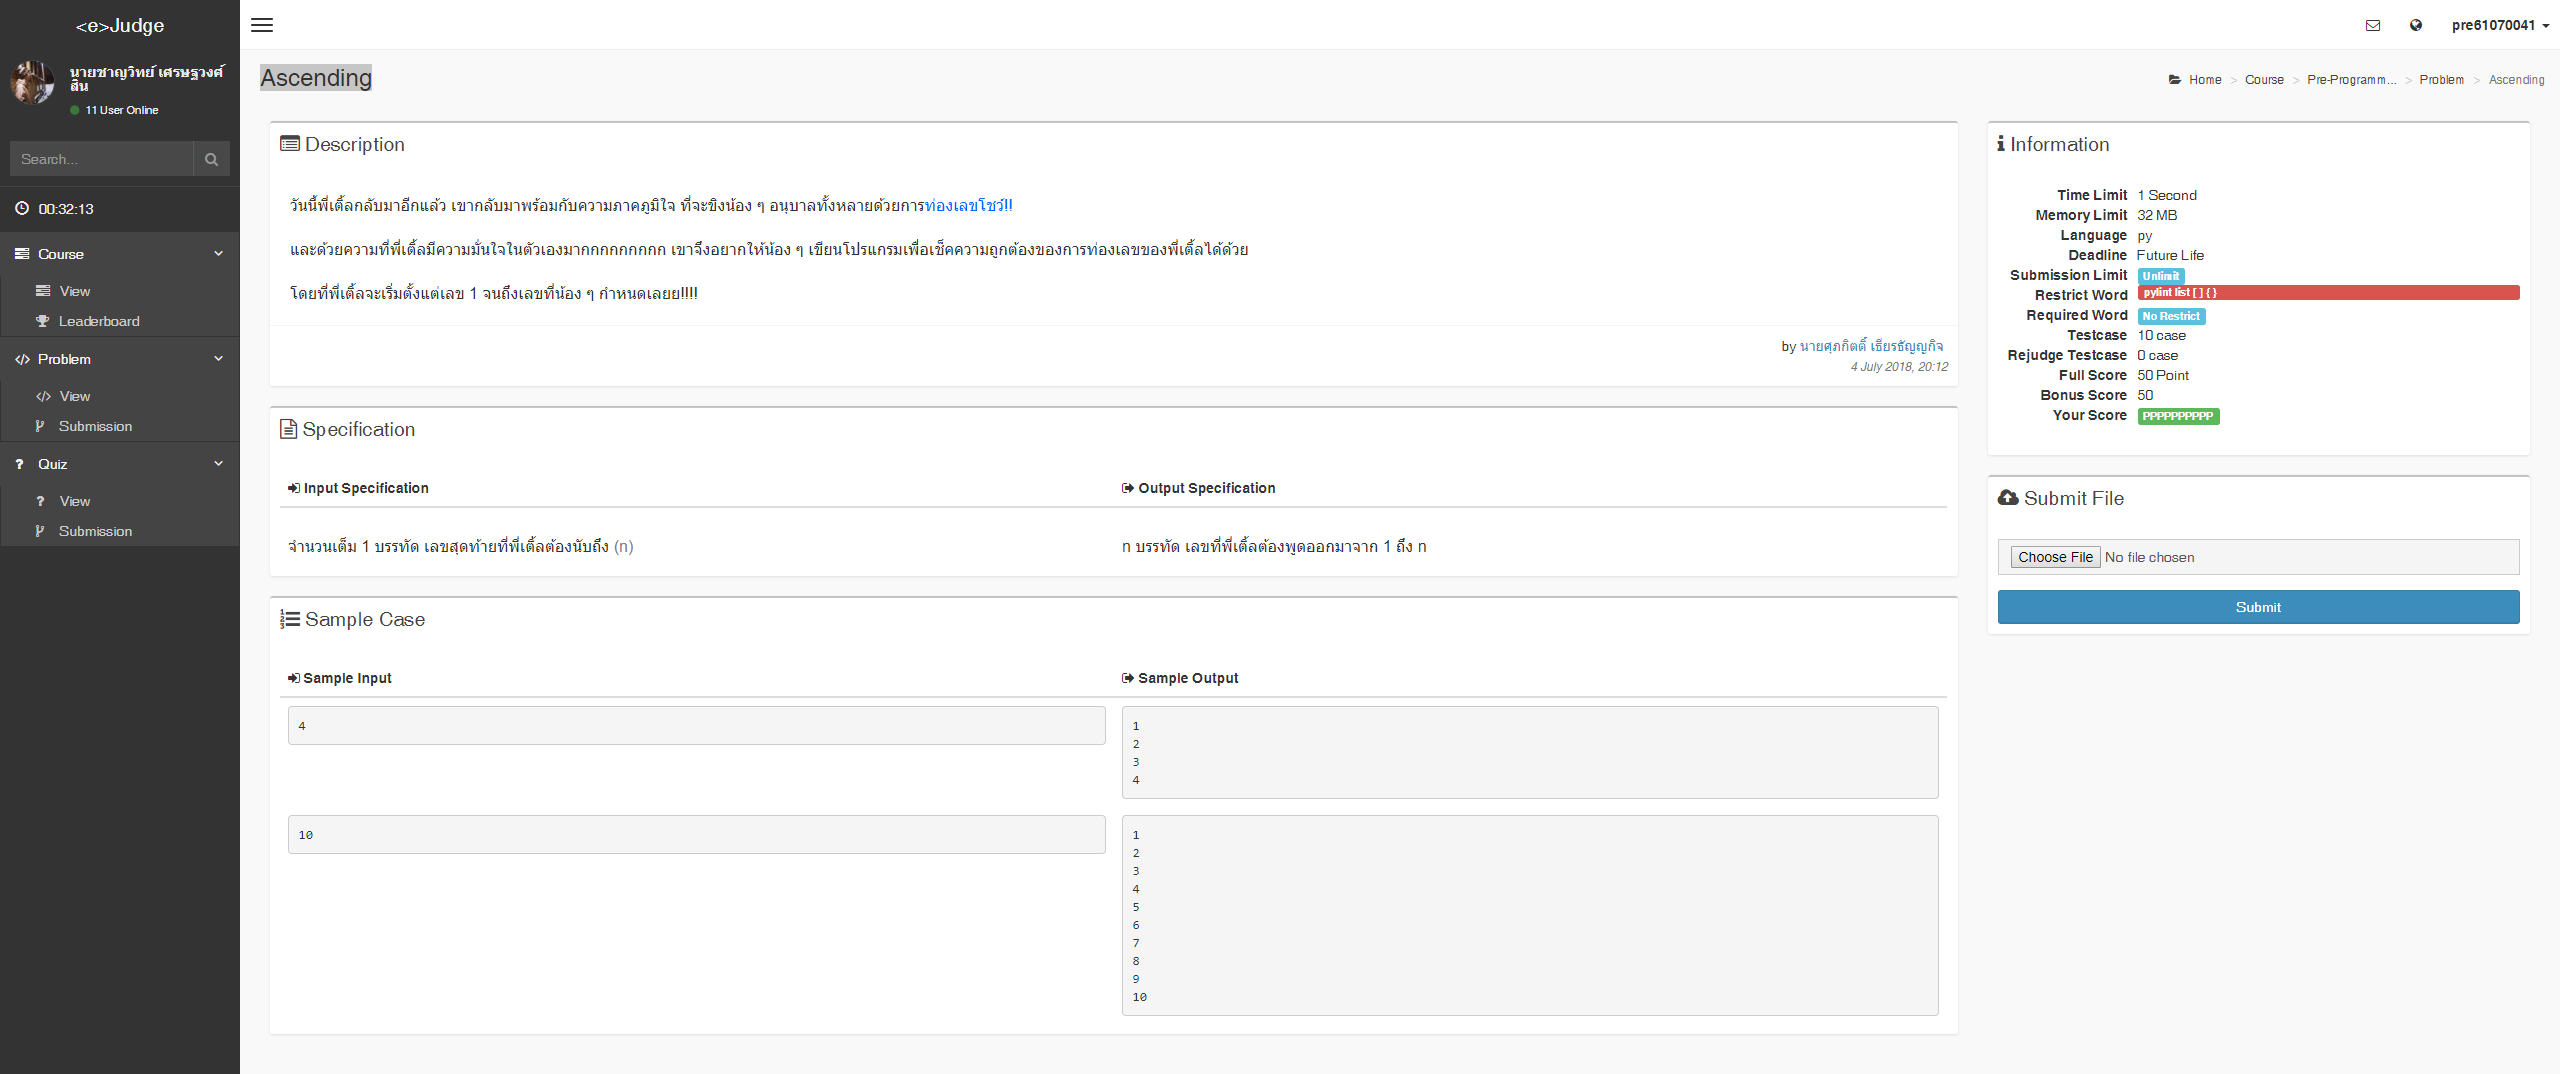 <e>Judge
pre61070041
นายชาญวิทย์ เศรษฐวงศ์
สิน
11 User Online
Search...
00:32:13
Course
View
Leaderboard
Problem
View
Submission
Quiz
View
Submission
Ascending
Home > Course > Pre-Programm... > Problem > Ascending
Description
วันนี้พี่เติ้ลกลับมาอีกแล้ว เขากลับมาพร้อมกับความภาคภูมิใจ ที่จะขิงน้อง ๆ อนุบาลทั้งหลายด้วยการท่องเลขโชว์!!
และด้วยความที่พี่เติ้ลมีความมั่นใจในตัวเองมากกกกกกกกก เขาจึงอยากให้น้อง ๆ เขียนโปรแกรมเพื่อเช็คความถูกต้องของการท่องเลขของพี่เติ้ลได้ด้วย
โดยที่พี่เติ้ลจะเริ่มตั้งแต่เลข 1 จนถึงเลขที่น้อง ๆ กำหนดเลยย!!!!
by นายศุภกิตติ์ เธียรธัญญกิจ
4 July 2018, 20:12
Specification
Input Specification
Output Specification
จำนวนเต็ม 1 บรรทัด เลขสุดท้ายที่พี่เติ้ลต้องนับถึง (n)
n บรรทัด เลขที่พี่เติ้ลต้องพูดออกมาจาก 1 ถึง n
Sample Case
Sample Input
Sample Output
4
1
2
3
4
10
1
2
3
4
5
6
7
8
9
10
Information
Time Limit 1 Second
Memory Limit 32 MB
Language py
Deadline Future Life
Submission Limit Unlimit
Restrict Word pylint list [ ] { }
Required Word No Restrict
Testcase 10 case
Rejudge Testcase 0 case
Full Score 50 Point
Bonus Score 50
Your Score PPPPPPPPPP
Submit File
Choose File No file chosen
Submit